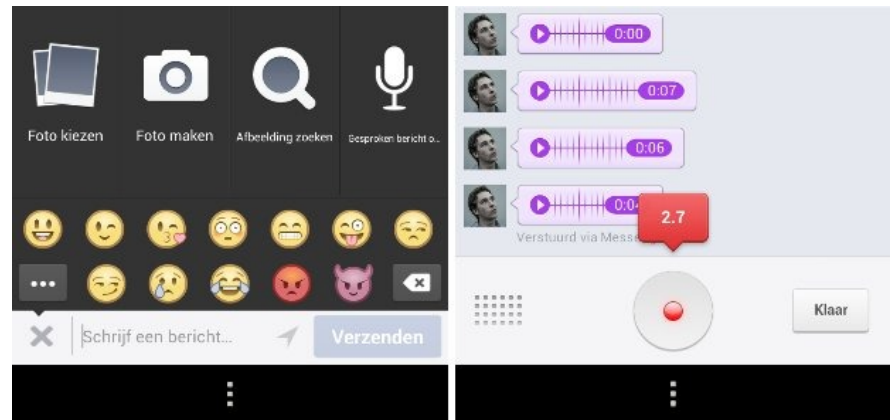 Foto kiezen
Foto maken
Afbeelding zoeken
Gesproken bericht o...
Schrijf een bericht...
Verzenden
0:00
0:07
0:06
0:04
2.7
Verstuurd via Messe
Klaar